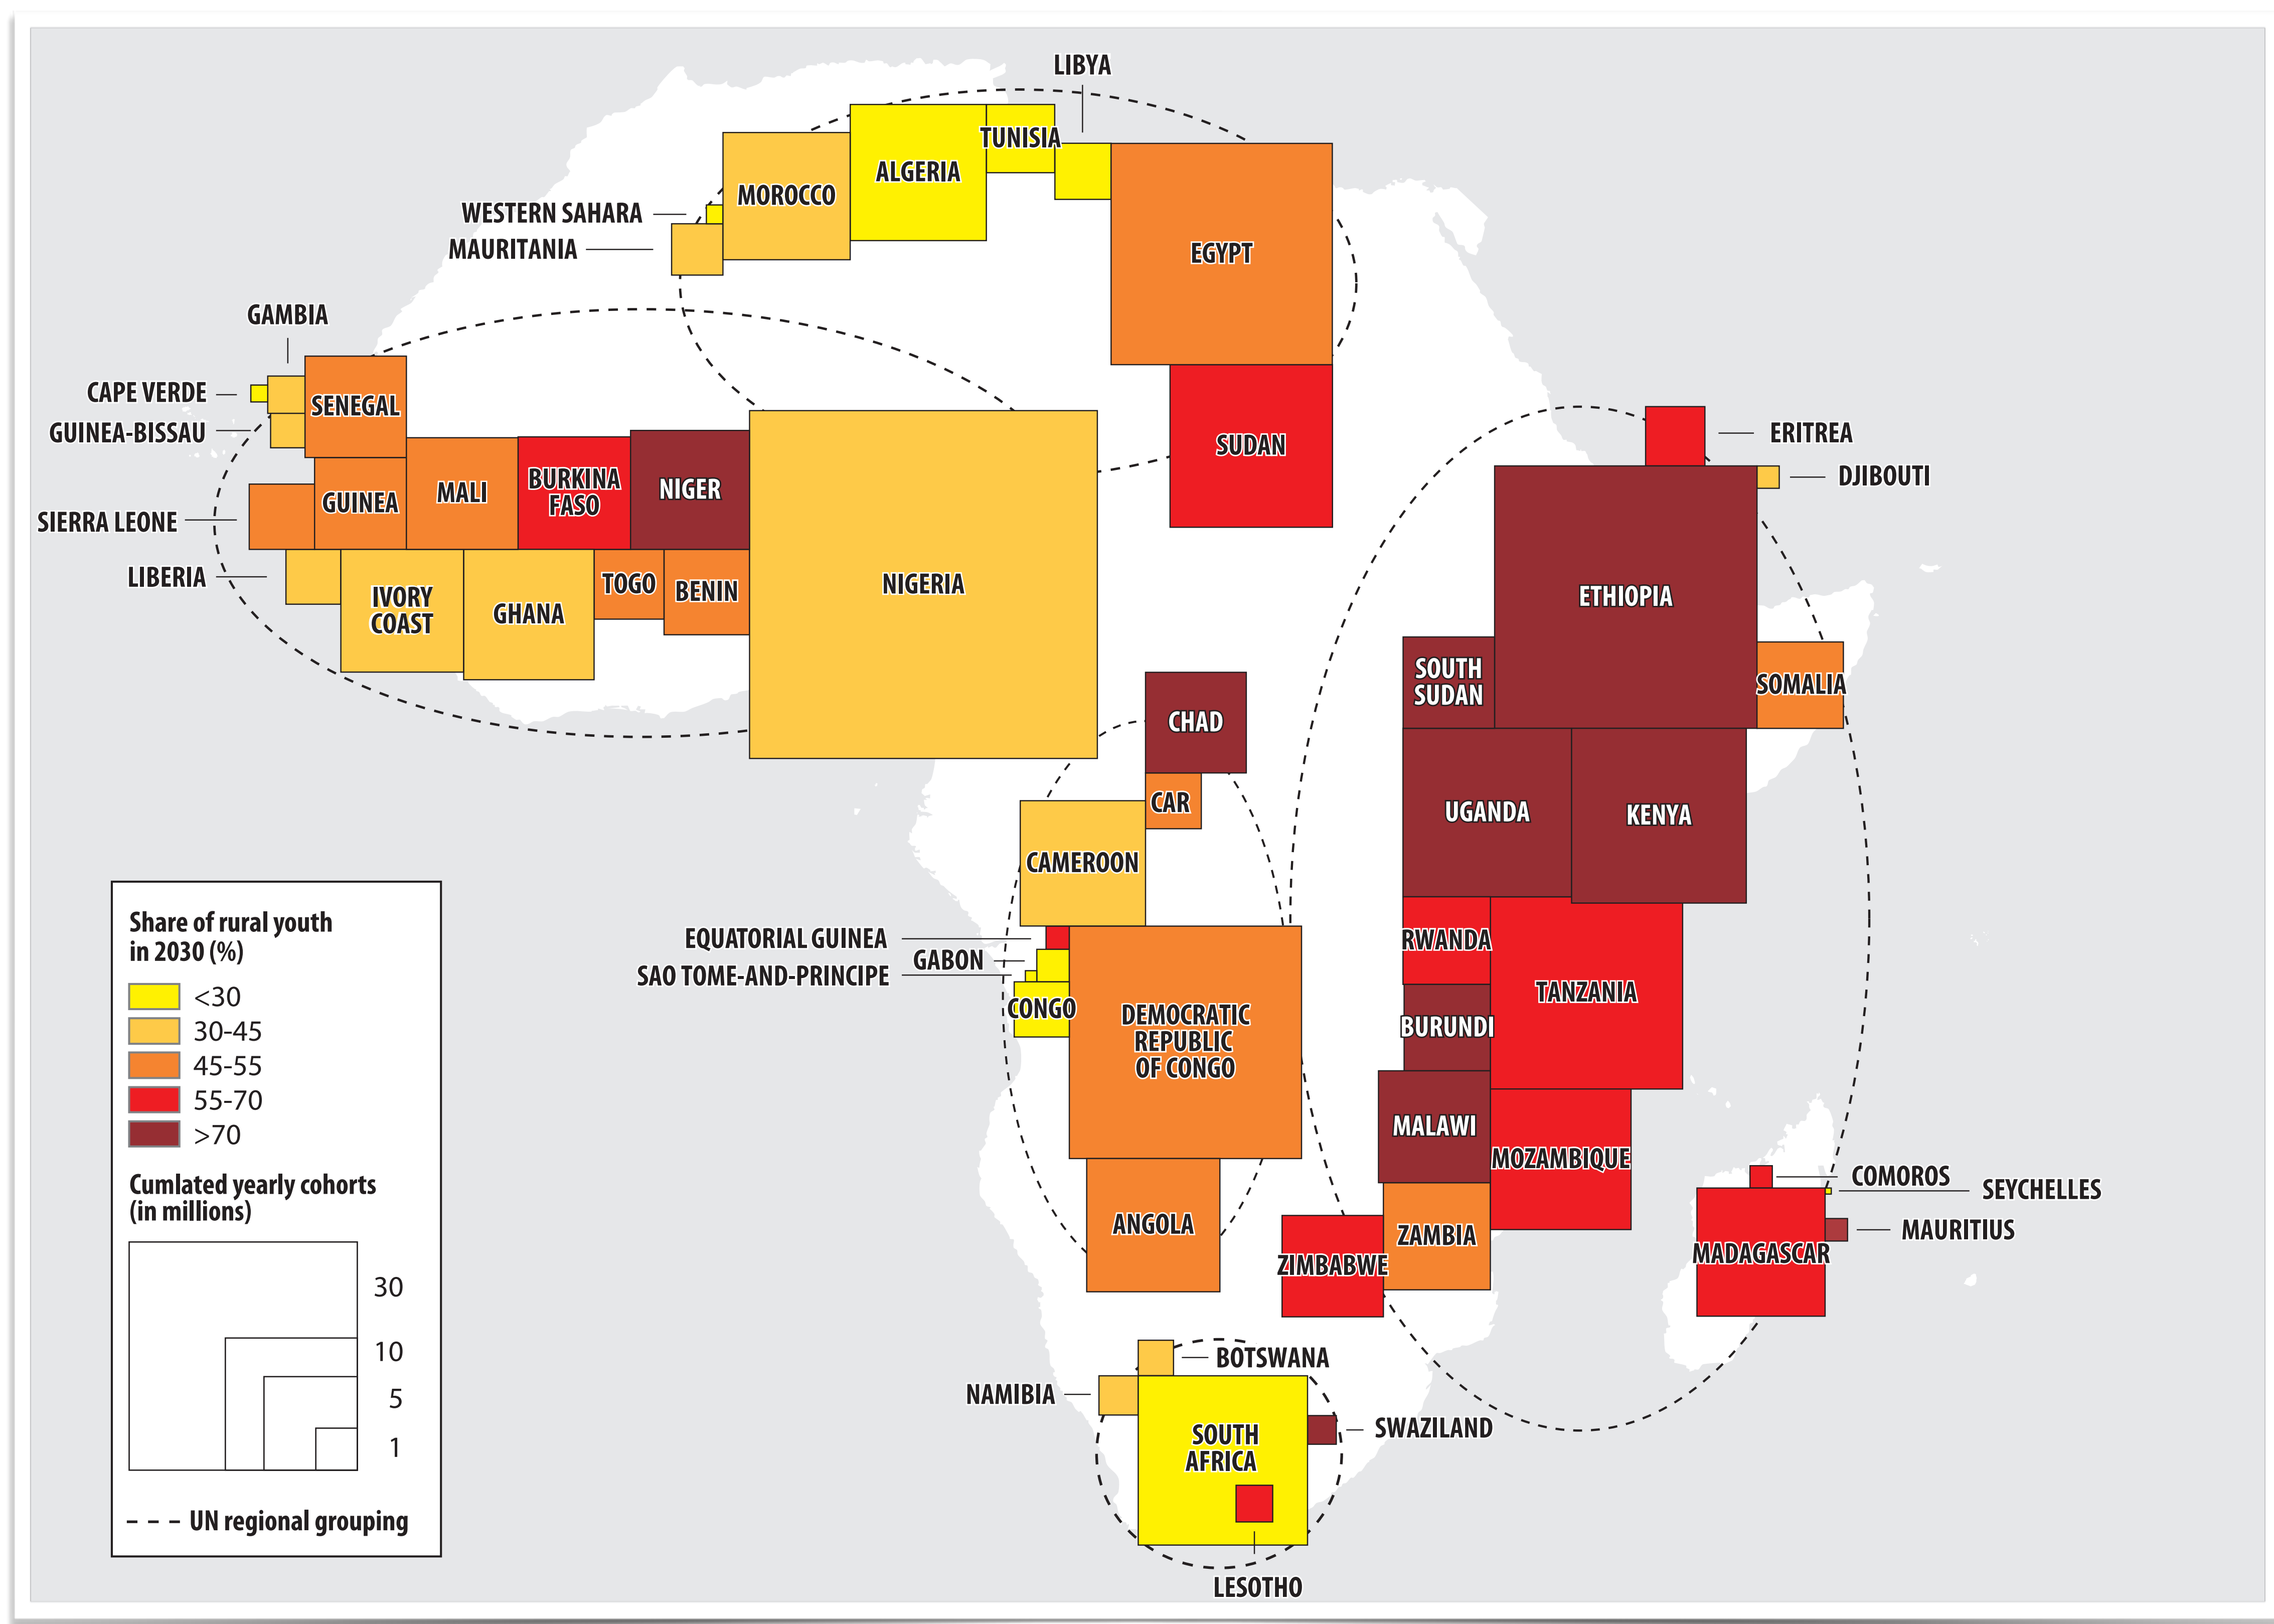 LIBYA
TUNISIA
ALGERIA
MOROCCO
WESTERN SAHARA
MAURITANIA
EGYPT
GAMBIA
CAPE VERDE
SENEGAL
GUINEA-BISSAU
SUDAN
ERITREA
DJIBOUTI
MALI
BURKINA
FASO
NIGER
GUINEA
SIERRA LEONE
LIBERIA
IVORY
COAST
GHANA
TOGO
BENIN
NIGERIA
ETHIOPIA
SOUTH
SUDAN
SOMALIA
CHAD
CAR
UGANDA
KENYA
CAMEROON
EQUATORIAL GUINEA
GABON
SAO TOME-AND-PRINCIPE
CONGO
DEMOCRATIC
REPUBLIC
OF CONGO
RWANDA
TANZANIA
BURUNDI
MALAWI
MOZAMBIQUE
COMOROS
SEYCHELLES
MAURITIUS
MADAGASCAR
ANGOLA
ZAMBIA
ZIMBABWE
BOTSWANA
NAMIBIA
SOUTH
AFRICA
SWAZILAND
LESOTHO
Share of rural youth
in 2030 (%)
<30
30-45
45-55
55-70
>70
Cumlated yearly cohorts
(in millions)
30
10
5
1
UN regional grouping